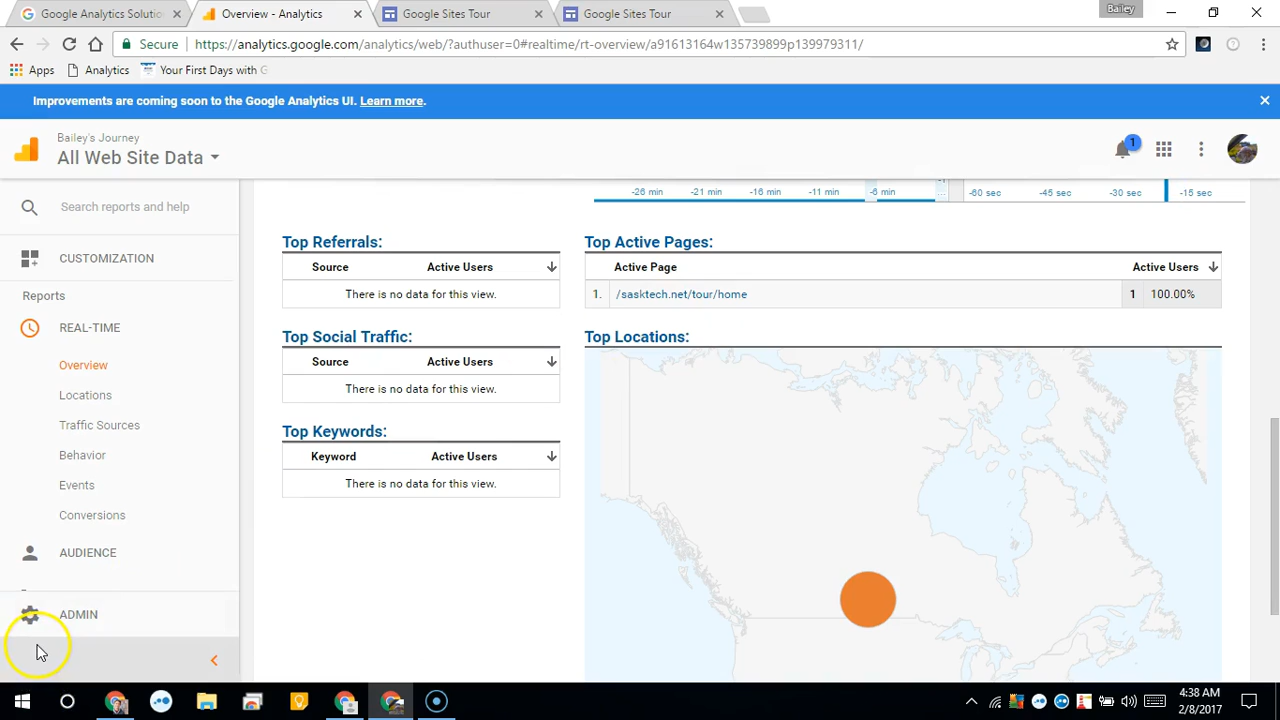 Google Analytics Solutio
Overview - Analytics
Google Sites Tour
Google Sites Tour
Bailey
Secure
https://analytics.google.com/analytics/web/?authuser=0#realtime/rt-overview/a91613164w135739899p139979311/
Apps
Analytics
Your First Days with G
Improvements are coming soon to the Google Analytics UI. Learn more.
Bailey's Journey
All Web Site Data
1
Search reports and help
CUSTOMIZATION
Reports
REAL-TIME
Overview
Locations
Traffic Sources
Behavior
Events
Conversions
AUDIENCE
ADMIN
-26 min -21 min -16 min -11 min -6 min
-60 sec -45 sec -30 sec -15 sec
Top Referrals:
Source Active Users
There is no data for this view.
Top Social Traffic:
Source Active Users
There is no data for this view.
Top Keywords:
Keyword Active Users
There is no data for this view.
Top Active Pages:
Active Page Active Users
1. /sasktech.net/tour/home 1 100.00%
Top Locations:
4:38 AM
2/8/2017